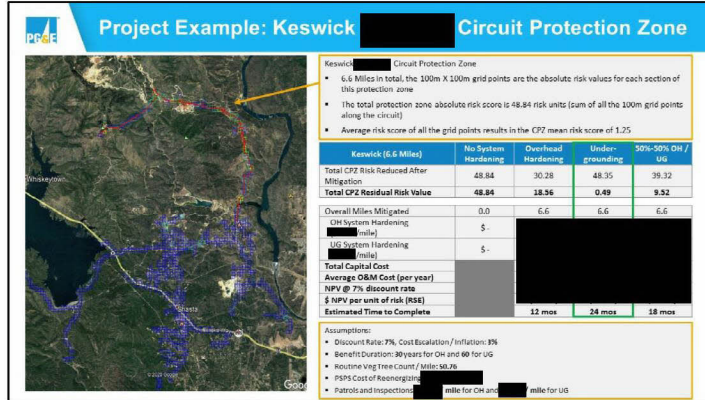 PG&E
Project Example: Keswick Circuit Protection Zone
Whiskeytown
Shasta
Goog
Keswick Circuit Protection Zone
▪ 6.6 Miles in total, the 100m X 100m grid points are the absolute risk values for each section of
this protection zone
▪ The total protection zone absolute risk score is 48.84 risk units (sum of all the 100m grid points
along the circuit)
▪ Average risk score of all the grid points results in the CPZ mean risk score of 1.25
Keswick (6.6 Miles) No System Hardening Overhead Hardening Under-grounding 50%-50% OH / UG
Total CPZ Risk Reduced After Mitigation 48.84 30.28 48.35 39.32
Total CPZ Residual Risk Value 48.84 18.56 0.49 9.52
Overall Miles Mitigated 0.0 6.6 6.6 6.6
OH System Hardening /mile) $ -
UG System Hardening /mile) $ -
Total Capital Cost
Average O&M Cost (per year)
NPV @ 7% discount rate
$ NPV per unit of risk (RSE)
Estimated Time to Complete 12 mos 24 mos 18 mos
Assumptions:
▪ Discount Rate: 7%, Cost Escalation / Inflation: 3%
▪ Benefit Duration: 30 years for OH and 60 for UG
▪ Routine Veg Tree Count / Mile: 50.76
▪ PSPS Cost of Reenergizing
▪ Patrols and Inspections mile for OH and / mile for UG